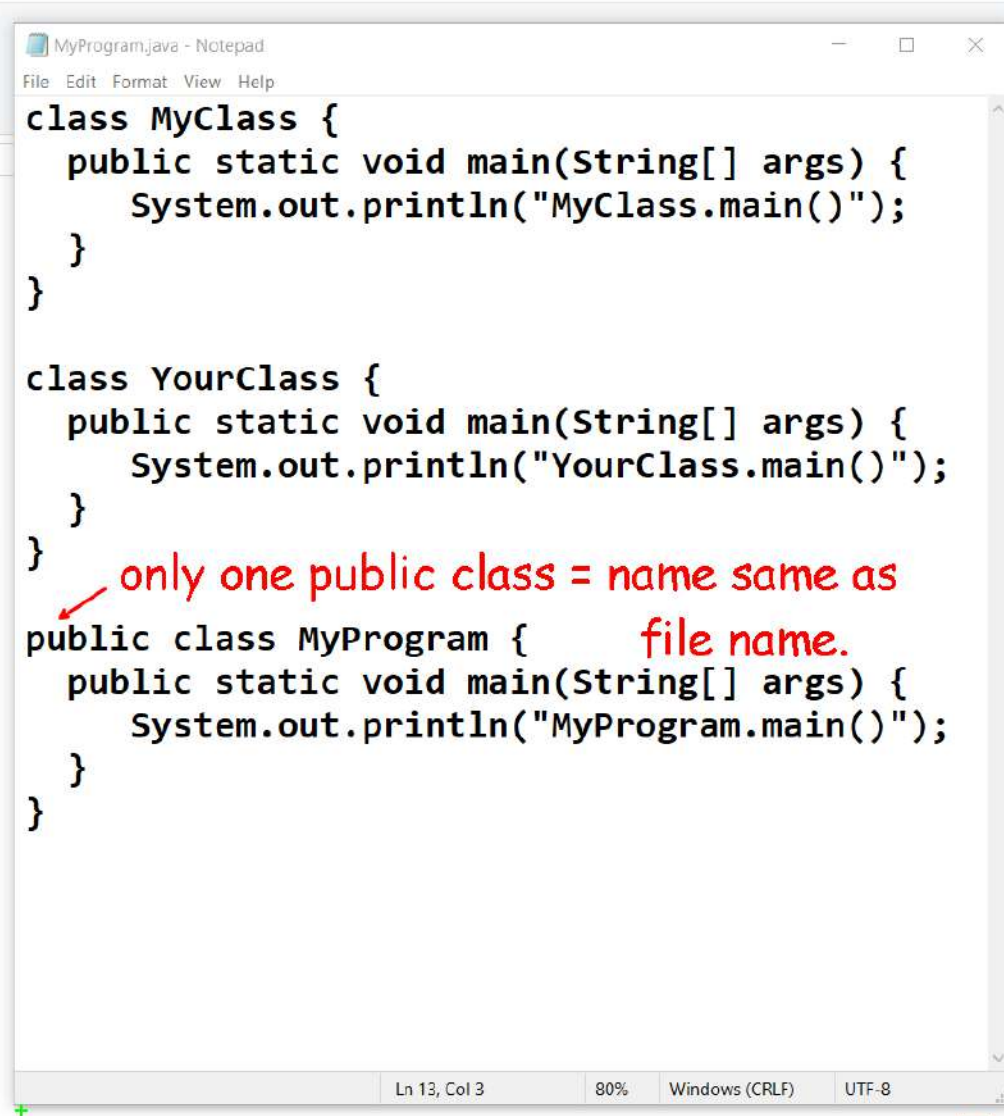 MyProgram.java - Notepad
File Edit Format View Help
class MyClass {
public static void main(String[] args) {
System.out.println("MyClass.main()");
}
}
class YourClass {
public static void main(String[] args) {
System.out.println("YourClass.main()");
}
}
only one public class = name same as
file name.
public class MyProgram {
public static void main(String[] args) {
System.out.println("MyProgram.main()");
}
}
Ln 13, Col 3 80% Windows (CRLF) UTF-8